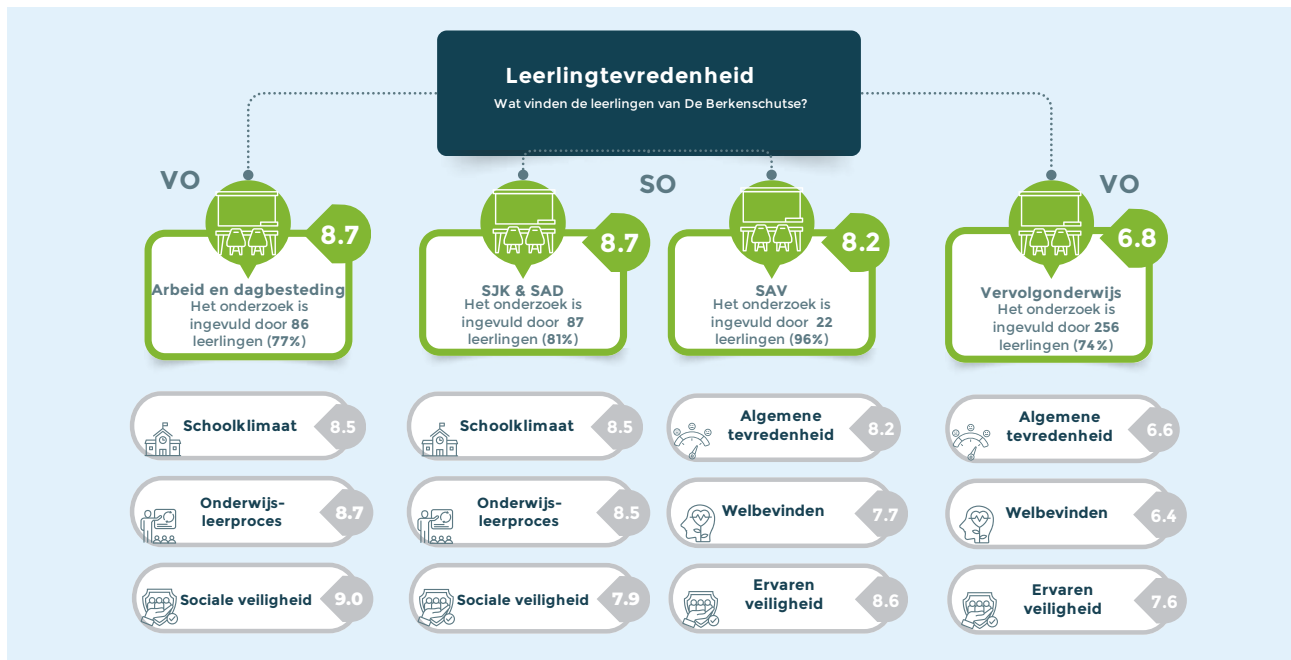 Leerlingtevredenheid
Wat vinden de leerlingen van De Berkenschutse?
VO
8.7
Arbeid en dagbesteding
Het onderzoek is
ingevuld door 86
leerlingen (77%)
Schoolklimaat
8.5
Onderwijs-
leerproces
8.7
Sociale veiligheid
9.0
SO
8.7
SJK & SAD
Het onderzoek is
ingevuld door 87
leerlingen (81%)
Schoolklimaat
8.5
Onderwijs-
leerproces
8.5
Sociale veiligheid
7.9
8.2
SAV
Het onderzoek is
ingevuld door 22
leerlingen (96%)
Algemene
tevredenheid
8.2
Welbevinden
7.7
Ervaren
veiligheid
8.6
VO
6.8
Vervolgonderwijs
Het onderzoek is
ingevuld door 256
leerlingen (74%)
Algemene
tevredenheid
6.6
Welbevinden
6.4
Ervaren
veiligheid
7.6